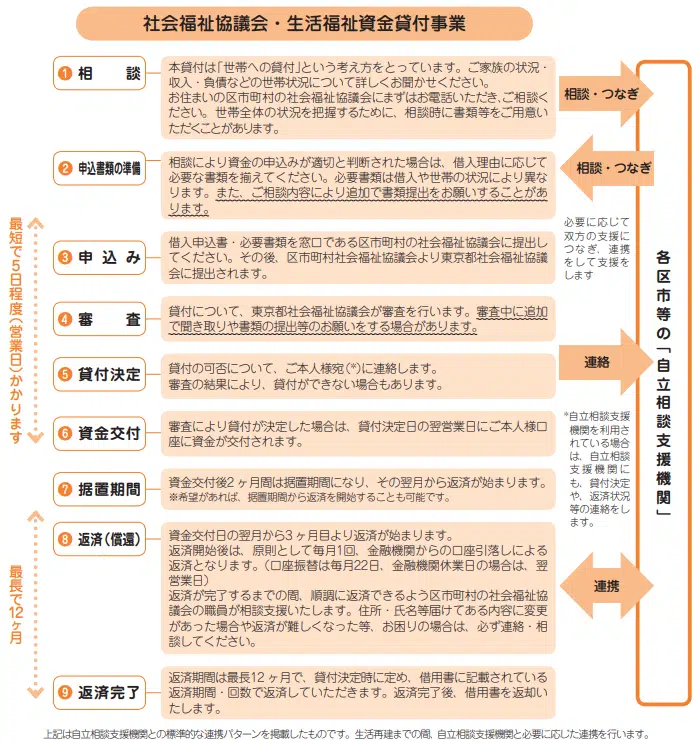 社会福祉協議会・生活福祉資金貸付事業
❶ 相談
本貸付は「世帯への貸付」という考え方をとっています。ご家族の状況・
収入・負債などの世帯状況について詳しくお聞かせください。
お住まいの区市町村の社会福祉協議会にまずはお電話いただき、ご相談く
ださい。世帯全体の状況を把握するために、相談時に書類等をご用意い
ただくことがあります。
相談・つなぎ
❷ 申込書類の準備
相談により資金の申込みが適切と判断された場合は、借入理由に応じて
必要な書類を揃えてください。必要書類は借入や世帯の状況により異な
ります。また、ご相談内容により追加で書類提出をお願いすることがあ
ります。
相談・つなぎ
必要に応じて
双方の支援に
つなぎ、連携
をして支援を
します
最短で5日程度(営業日)かかります
❸ 申込み
借入申込書・必要書類を窓口である区市町村の社会福祉協議会に提出し
てください。その後、区市町村社会福祉協議会より東京都社会福祉協議
会に提出されます。
❹ 審査
貸付について、東京都社会福祉協議会が審査を行います。審査中に追加
で聞き取りや書類の提出等のお願いをする場合があります。
❺ 貸付決定
貸付の可否について、ご本人様宛(*)に連絡します。
審査の結果により、貸付ができない場合もあります。
連絡
❻ 資金交付
審査により貸付が決定した場合は、貸付決定日の翌営業日にご本人様口
座に資金が交付されます。
*自立相談支援
機関を利用さ
れている場合
は、自立相談
支援機関に
も、貸付決定
や、返済状況
等の連絡をし
ます。
❼ 据置期間
資金交付後2ヶ月間は据置期間になり、その翌月から返済が始まります。
※希望があれば、据置期間から返済を開始することも可能です。
最長で12ヶ月
❽ 返済(償還)
資金交付日の翌月から3ヶ月目より返済が始まります。
返済開始後は、原則として毎月1回、金融機関からの口座引落しによる
返済となります。(口座振替は毎月22日、金融機関休業日の場合は、翌
営業日)
返済が完了するまでの間、順調に返済できるよう区市町村の社会福祉協
議会の職員が相談支援いたします。住所・氏名等届けてある内容に変更
があった場合や返済が難しくなった等、お困りの場合は、必ず連絡・相
談してください。
連携
❾ 返済完了
返済期間は最長12ヶ月で、貸付決定時に定め、借用書に記載されている
返済期間・回数で返済していただきます。返済完了後、借用書を返却い
たします。
各区市等の「自立相談支援機関」
上記は自立相談支援機関との標準的な連携パターンを掲載したものです。生活再建までの間、自立相談支援機関と必要に応じた連携を行います。